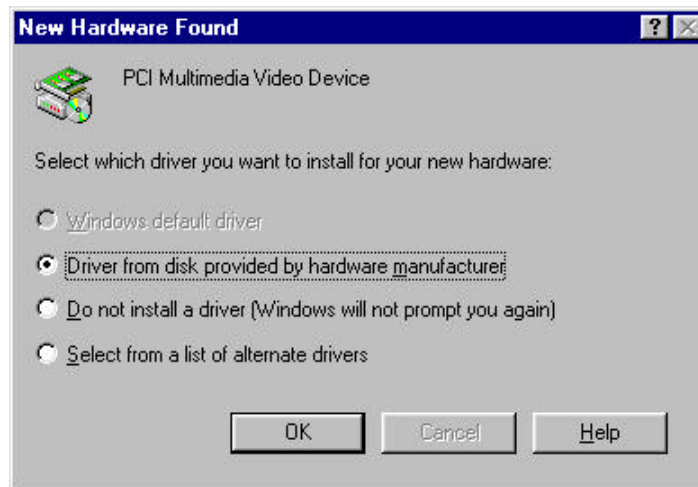 New Hardware Found
PCI Multimedia Video Device
Select which driver you want to install for your new hardware:
Windows default driver
Driver from disk provided by hardware manufacturer
Do not install a driver (Windows will not prompt you again)
Select from a list of alternate drivers
OK Cancel Help